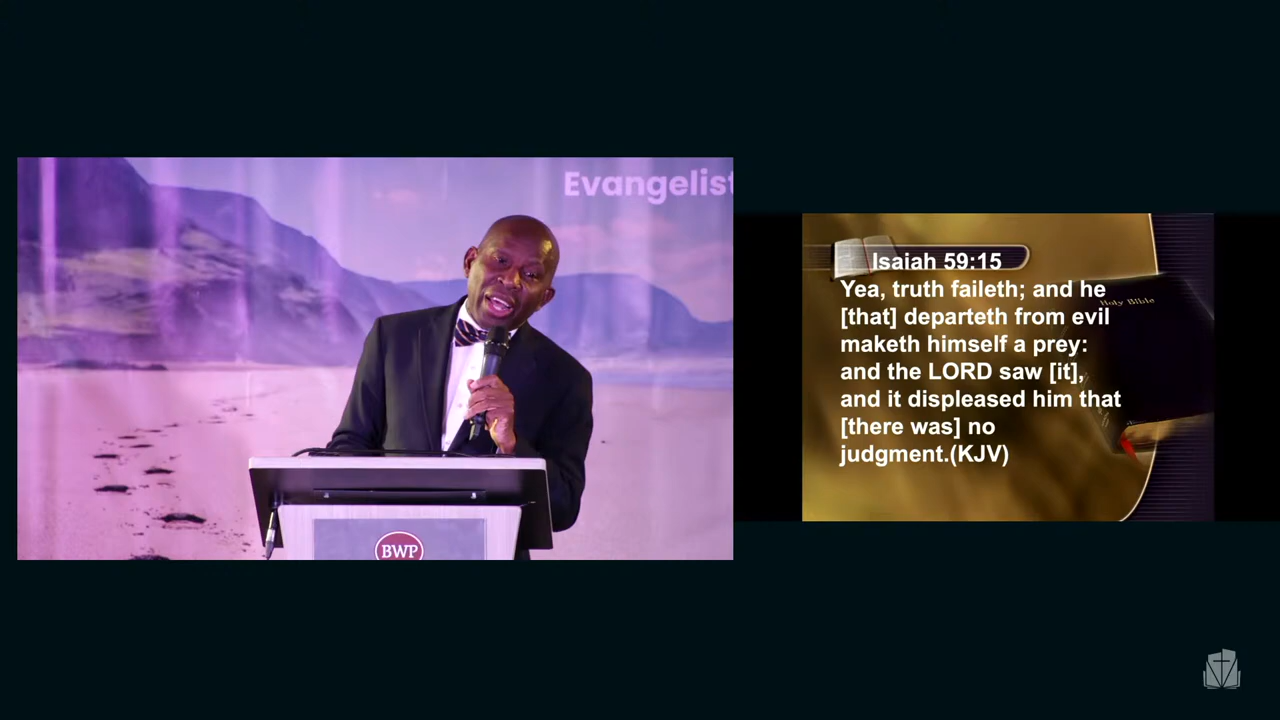 Evangelist
BWP
Isaiah 59:15
Yea, truth faileth; and he
[that] departeth from evil
maketh himself a prey:
and the LORD saw [it],
and it displeased him that
[there was] no
judgment.(KJV)
Holy Bible